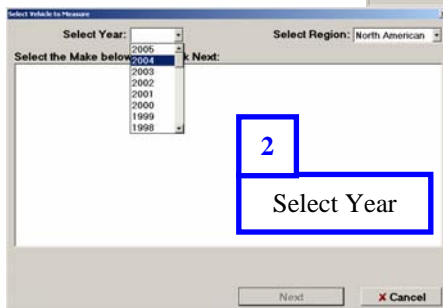 Select Vehicle to Measure
Select Year: Select Region: North American
Select the Make below k Next:
2005
2004
2003
2002
2001
2000
1999
1998
2
Select Year
Next X Cancel